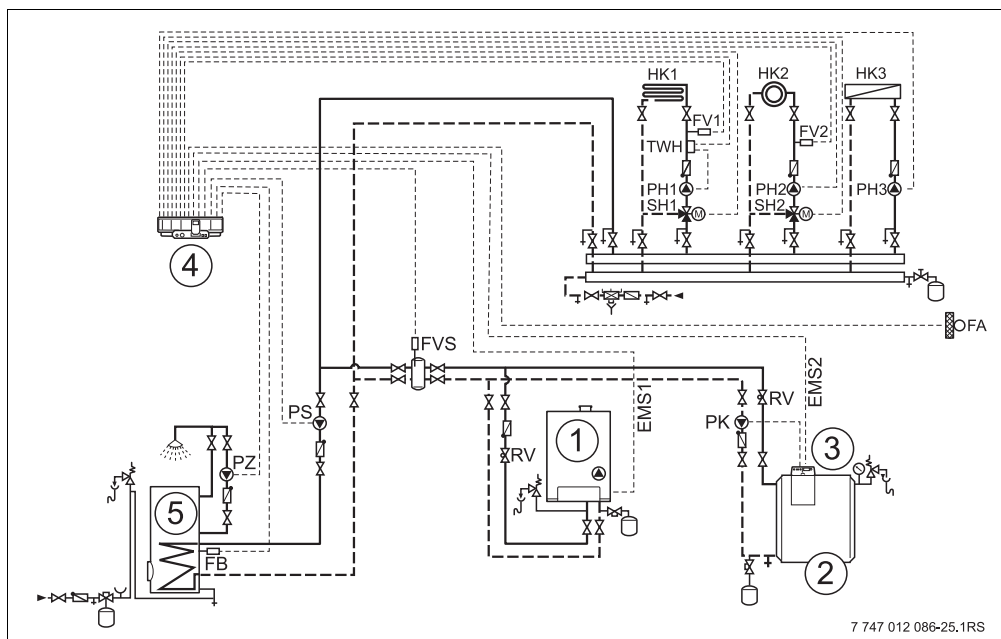 HK1
HK2
HK3
FV1
FV2
TWH
PH1
PH2
PH3
SH1
M
SH2
M
4
FA
FVS
EMS1
EMS2
PS
RV
PK
1
3
RV
PZ
5
FB
2
7 747 012 086-25.1RS